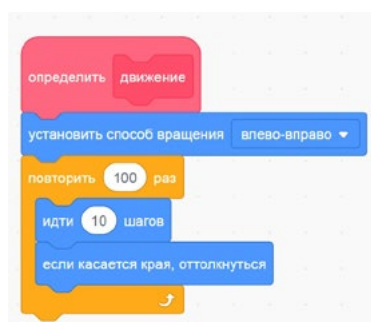 определить движение
установить способ вращения влево-вправо
повторить 100 раз
идти 10 шагов
если касается края, оттолкнуться